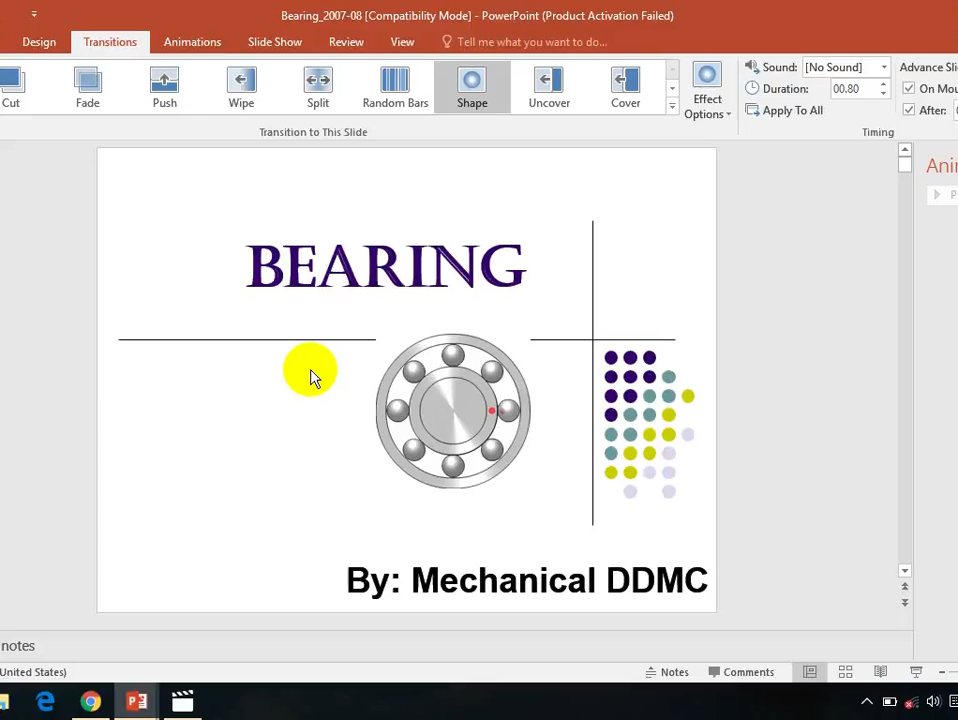 Bearing_2007-08 [Compatibility Mode] - PowerPoint (Product Activation Failed)
Design Transitions Animations Slide Show Review View Tell me what you want to do...
Cut Fade Push Wipe Split Random Bars Shape Uncover Cover Effect Options
Sound: [No Sound]
Duration: 00.80
Apply To All
On Mou
After:
Transition to This Slide
Timing
BEARING
By: Mechanical DDMC
notes
United States)
Notes Comments